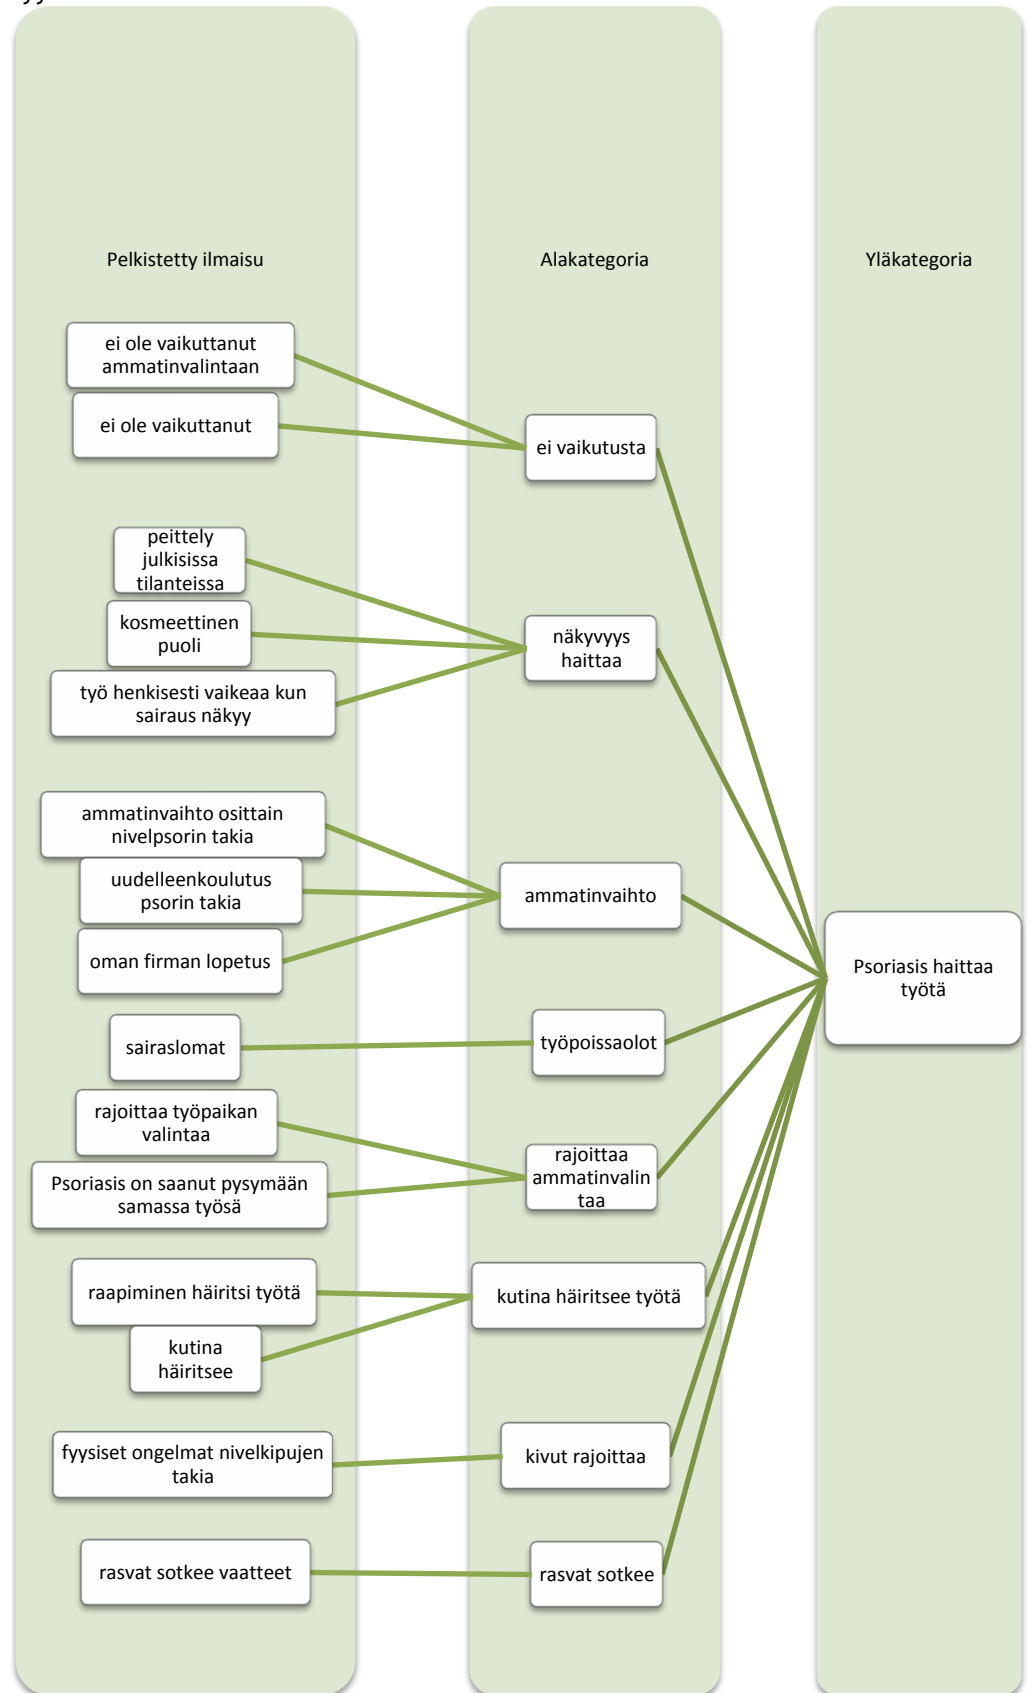 Pelkistetty ilmaisu
Alakategoria
Yläkategoria
ei ole vaikuttanut
ammatinvalintaan
ei ole vaikuttanut
ei vaikutusta
peittely
julkisissa
tilanteissa
kosmeettinen
puoli
työ henkisesti vaikeaa kun
sairaus näkyy
näkyvyys
haittaa
ammatinvaihto osittain
nivelpsorin takia
uudelleenkoulutus
psorin takia
oman firman lopetus
ammatinvaihto
Psoriasis haittaa
työtä
sairaslomat
työpoissaolot
rajoittaa työpaikan
valintaa
Psoriasis on saanut pysymään
samassa työsä
rajoittaa
ammatinvalin
taa
raapiminen häiritsi työtä
kutina
häiritsee
kutina häiritsee työtä
fyysiset ongelmat nivelkipujen
takia
kivut rajoittaa
rasvat sotkee vaatteet
rasvat sotkee